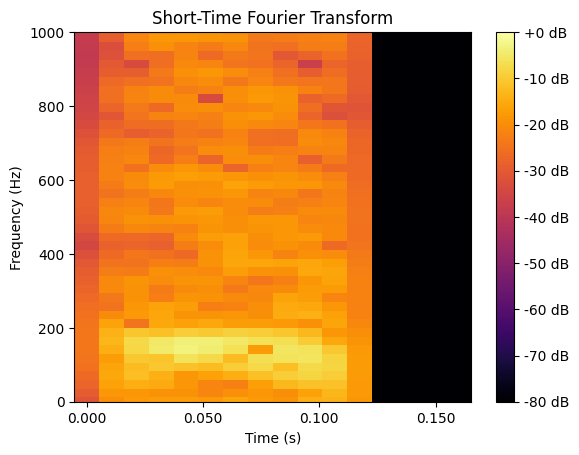 Short-Time Fourier Transform
Frequency (Hz)
1000
800
600
400
200
0
0.000
0.050
0.100
0.150
Time (s)
+0 dB
-10 dB
-20 dB
-30 dB
-40 dB
-50 dB
-60 dB
-70 dB
-80 dB